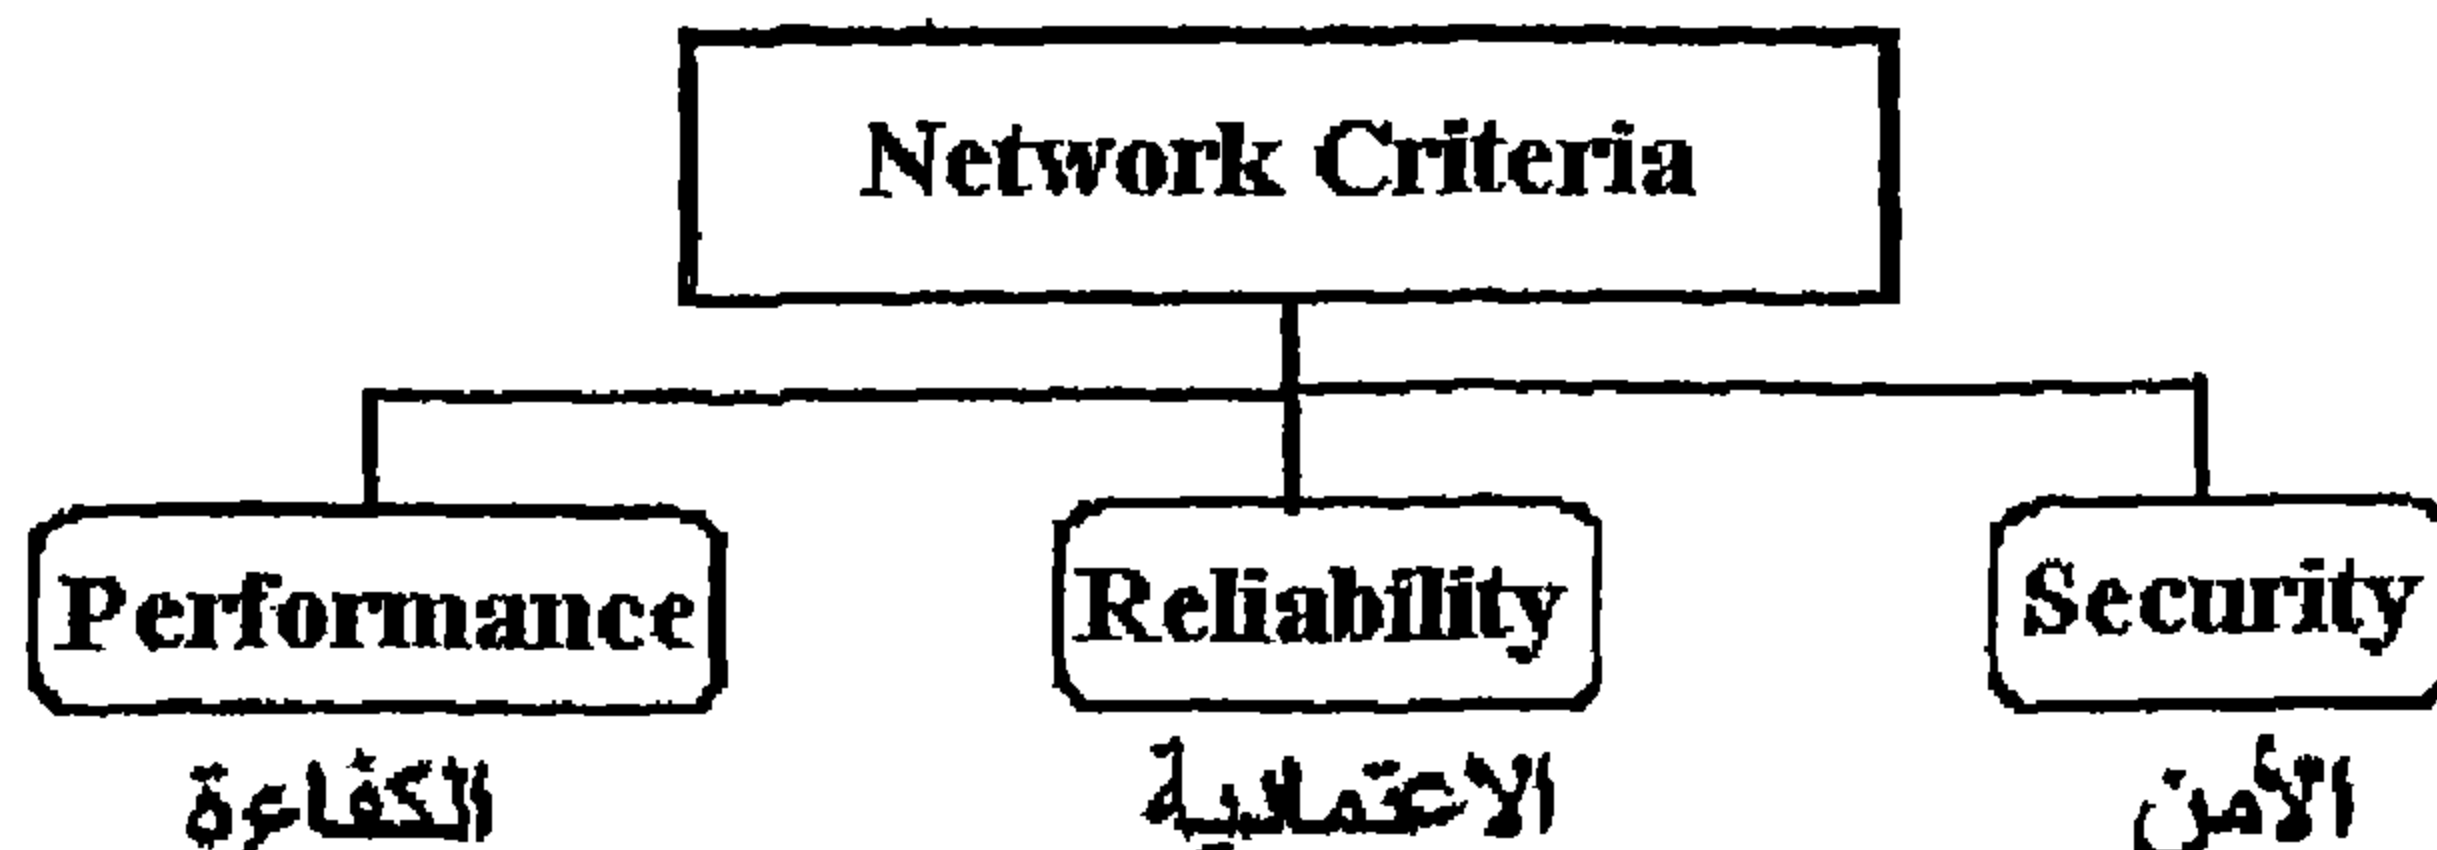 Network Criteria
Performance
Reliability
Security
الكفاءة
الاعتمادية
الأمن